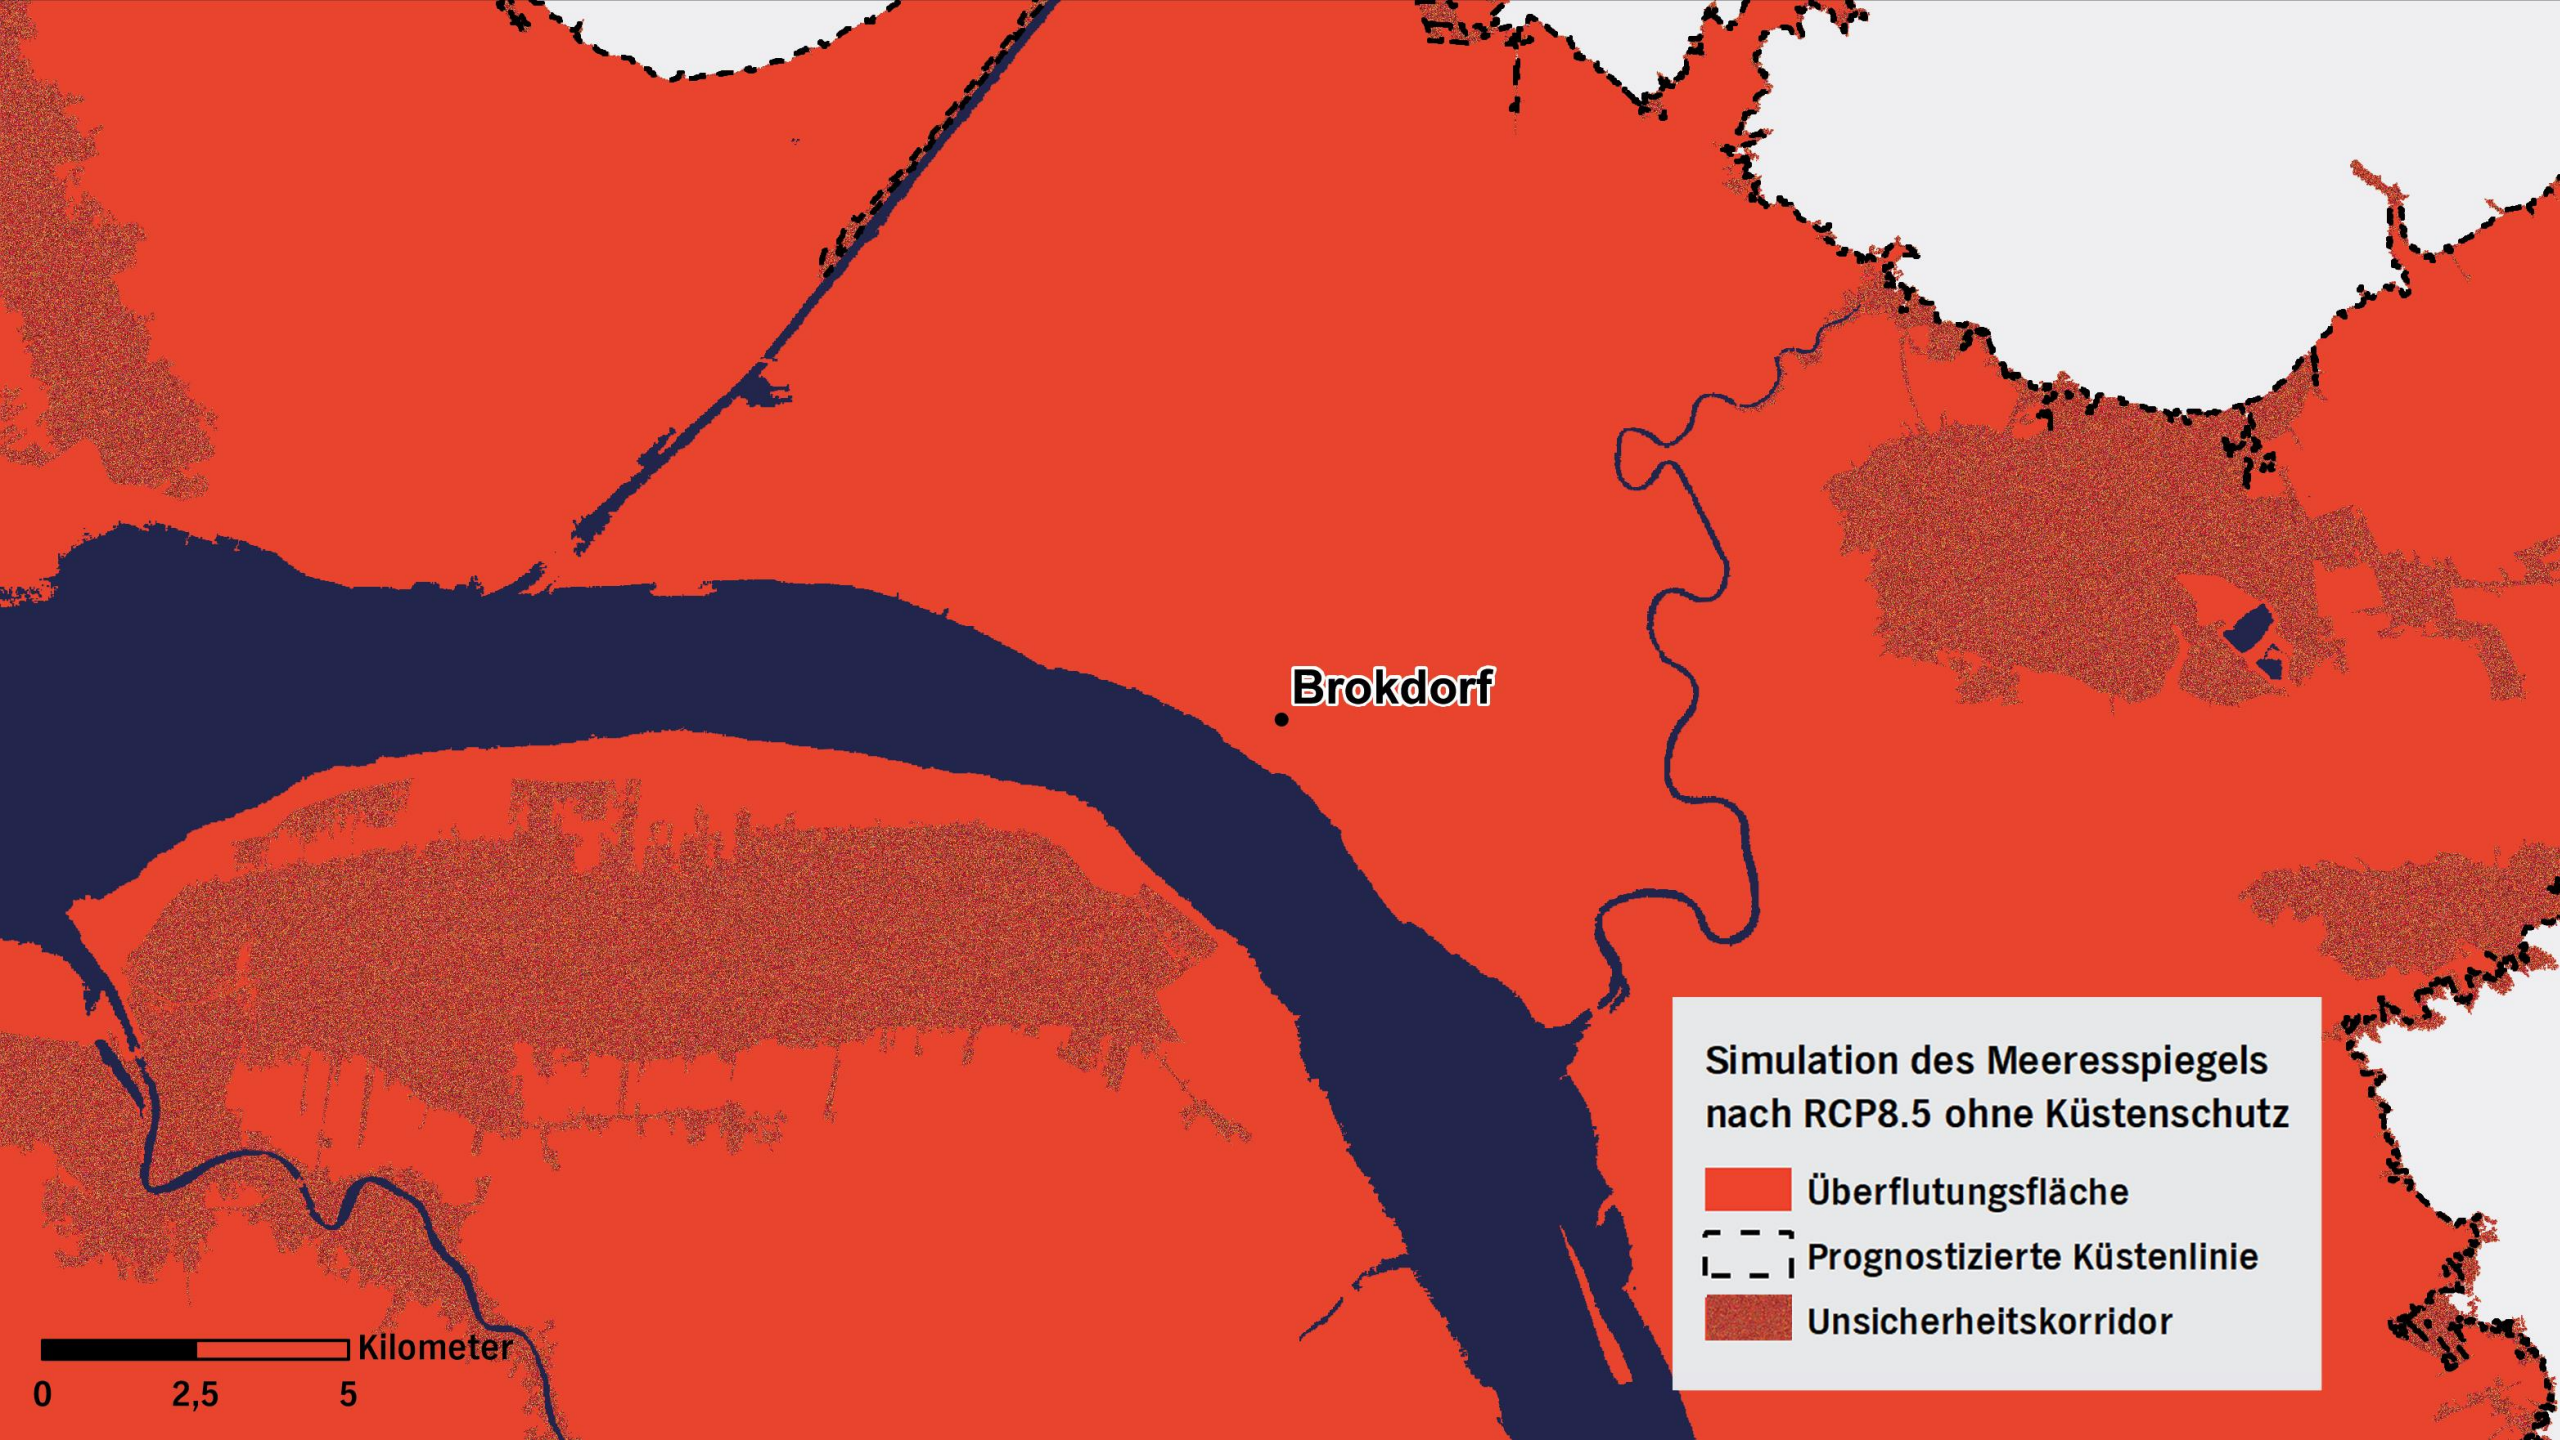 Brokdorf
Simulation des Meeresspiegels
nach RCP8.5 ohne Küstenschutz
Überflutungsfläche
Prognostizierte Küstenlinie
Unsicherheitskorridor
Kilometer
0 2,5 5